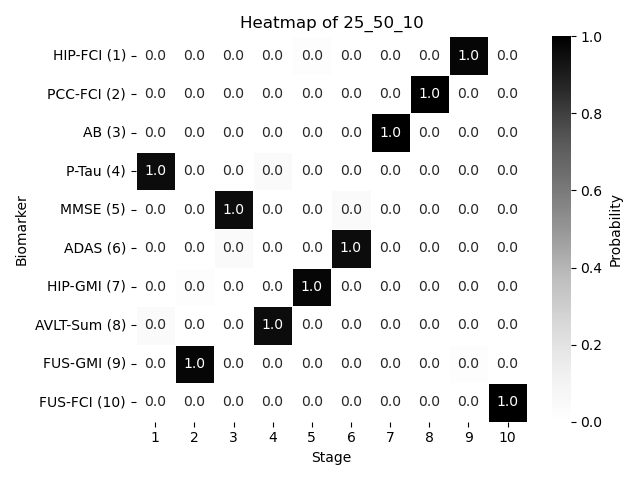 Heatmap of 25_50_10
HIP-FCI (1) 0.0 0.0 0.0 0.0 0.0 0.0 0.0 0.0 1.0 0.0
PCC-FCI (2) 0.0 0.0 0.0 0.0 0.0 0.0 0.0 1.0 0.0 0.0
AB (3) 0.0 0.0 0.0 0.0 0.0 0.0 1.0 0.0 0.0 0.0
P-Tau (4) 1.0 0.0 0.0 0.0 0.0 0.0 0.0 0.0 0.0 0.0
MMSE (5) 0.0 0.0 1.0 0.0 0.0 0.0 0.0 0.0 0.0 0.0
ADAS (6) 0.0 0.0 0.0 0.0 0.0 1.0 0.0 0.0 0.0 0.0
HIP-GMI (7) 0.0 0.0 0.0 0.0 1.0 0.0 0.0 0.0 0.0 0.0
AVLT-Sum (8) 0.0 0.0 0.0 1.0 0.0 0.0 0.0 0.0 0.0 0.0
FUS-GMI (9) 0.0 1.0 0.0 0.0 0.0 0.0 0.0 0.0 0.0 0.0
FUS-FCI (10) 0.0 0.0 0.0 0.0 0.0 0.0 0.0 0.0 0.0 1.0
1 2 3 4 5 6 7 8 9 10
Stage
Biomarker
1.0
0.8
0.6
0.4
0.2
0.0
Probability